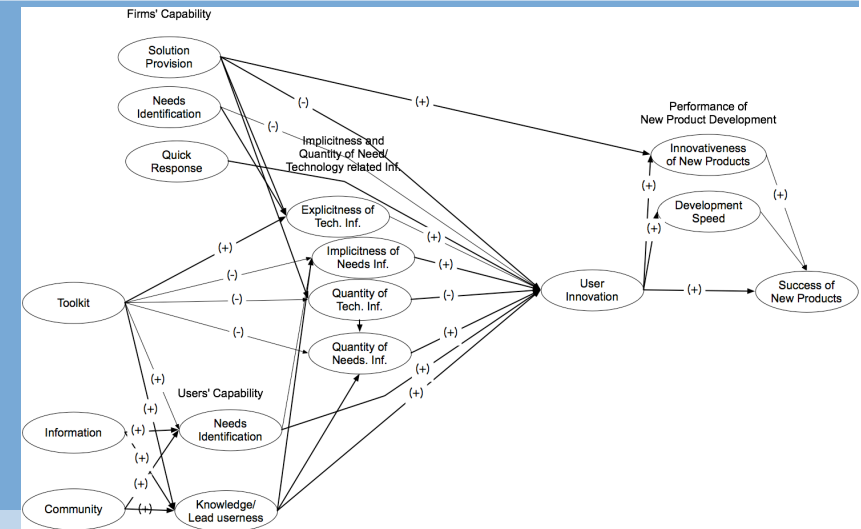 Firms' Capability
Solution
Provision
Needs
Identification
Quick
Response
(-)
(+)
(-)
Implicitness and
Quantity of Need/
Technology related Inf.
Performance of
New Product Development
Innovativeness
of New Products
Development
Speed
(+)
(+)
(+)
Explicitness of
Tech. Inf.
Implicitness of
Needs Inf.
Quantity of
Tech. Inf.
Quantity of
Needs. Inf.
(+)
(+)
(-)
(+)
(+)
(+)
Toolkit
(+)
(-)
(-)
(-)
(+)
(+)
User
Innovation
(+)
Success of
New Products
Users' Capability
Information
(+)
(+)
(+)
Needs
Identification
Community
(+)
Knowledge/
Lead userness